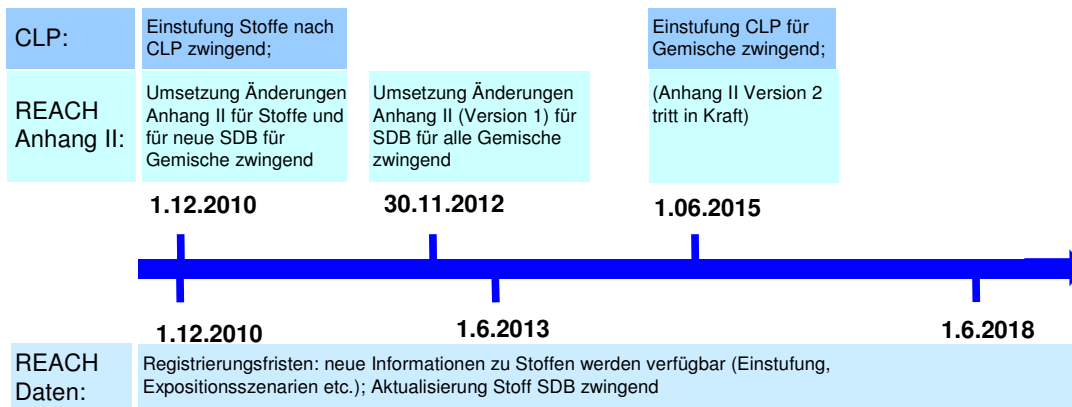 CLP:
Einstufung Stoffe nach
CLP zwingend;
Einstufung CLP für
Gemische zwingend;
REACH
Anhang II:
Umsetzung Änderungen
Anhang II für Stoffe und
für neue SDB für
Gemische zwingend
Umsetzung Änderungen
Anhang II (Version 1) für
SDB für alle Gemische
zwingend
(Anhang II Version 2
tritt in Kraft)
1.12.2010
30.11.2012
1.06.2015
1.12.2010
1.6.2013
1.6.2018
REACH
Daten:
Registrierungsfristen: neue Informationen zu Stoffen werden verfügbar (Einstufung,
Expositionsszenarien etc.); Aktualisierung Stoff SDB zwingend